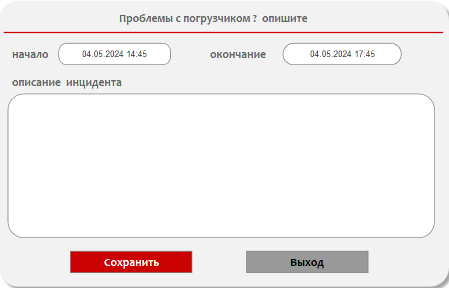 Проблемы с погрузчиком ? опишите
начало 04.05.2024 14:45 окончание 04.05.2024 17:45
описание инцидента
Сохранить Выход